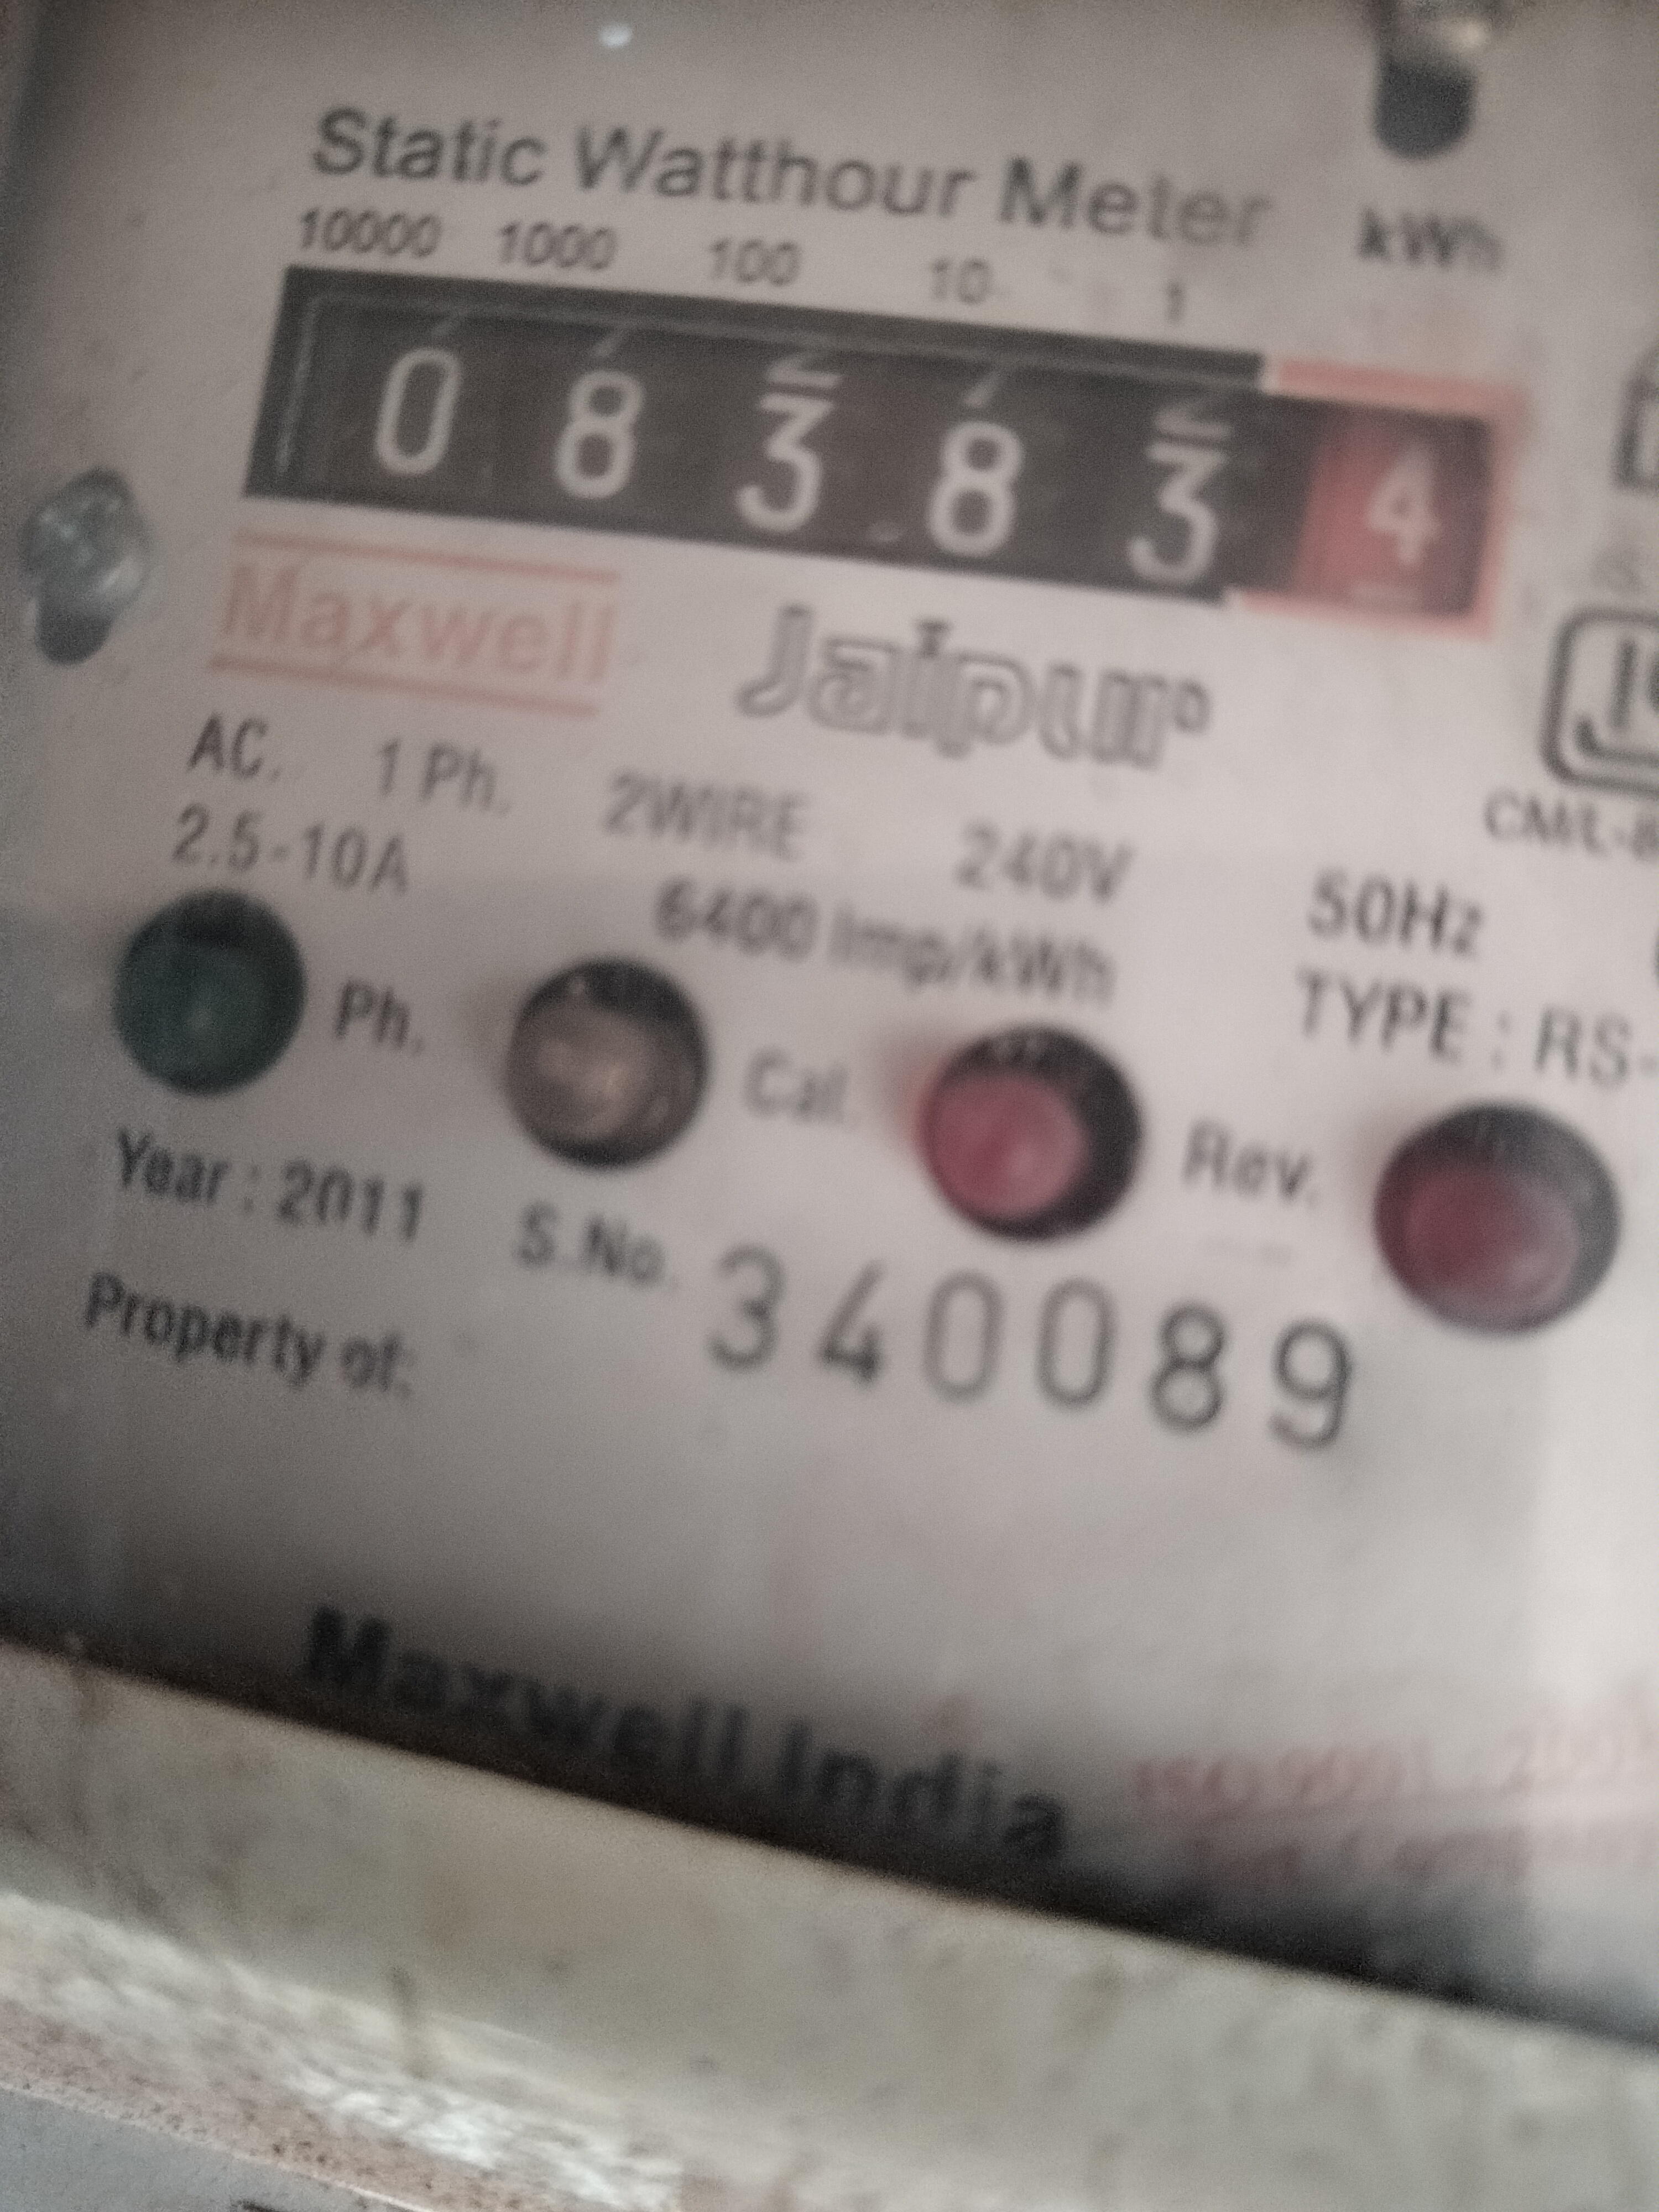 Static Watthour Meter
kWh
10000 1000 100 10 1
0 8 3 8 3 4
Maxwell Jaipur
AC. 1 Ph. 2WIRE 240V 50Hz
2.5-10A 6400 Imp/kWh TYPE : RS-
CM/L-
Ph. Cal. Rev.
Year : 2011 S.No. 340089
Property of:
Maxwell India